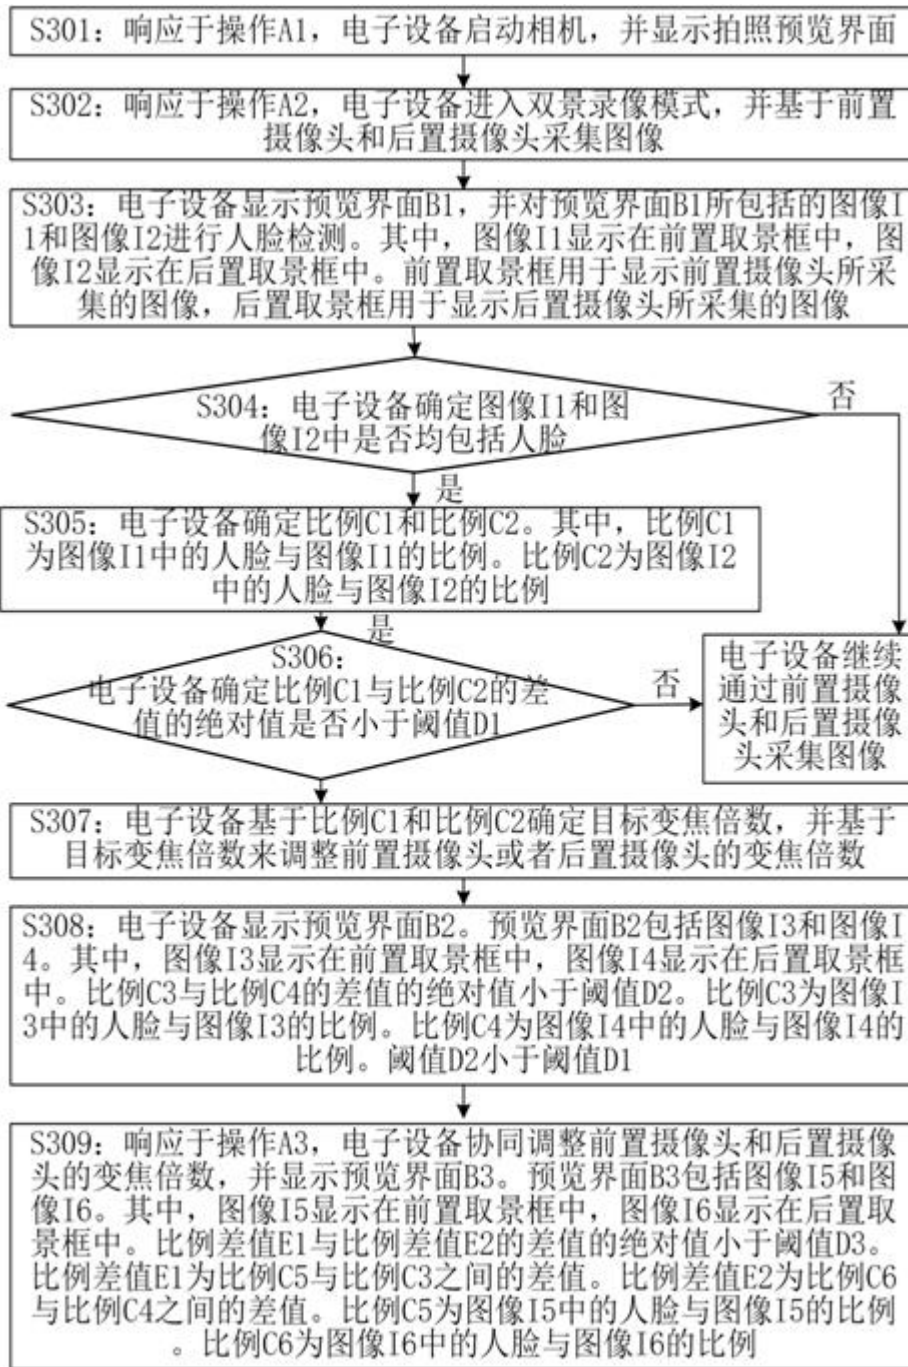 S301：响应于操作A1，电子设备启动相机，并显示拍照预览界面
S302：响应于操作A2，电子设备进入双景录像模式，并基于前置
摄像头和后置摄像头采集图像
S303：电子设备显示预览界面B1，并对预览界面B1所包括的图像I
1和图像I2进行人脸检测。其中，图像I1显示在前置取景框中，图
像I2显示在后置取景框中。前置取景框用于显示前置摄像头所采
集的图像，后置取景框用于显示后置摄像头所采集的图像
S304：电子设备确定图像I1和图
像I2中是否均包括人脸
否
是
S305：电子设备确定比例C1和比例C2。其中，比例C1
为图像I1中的人脸与图像I1的比例。比例C2为图像I2
中的人脸与图像I2的比例
是
S306：
电子设备确定比例C1与比例C2的差
值的绝对值是否小于阈值D1
否
电子设备继续
通过前置摄像
头和后置摄像
头采集图像
S307：电子设备基于比例C1和比例C2确定目标变焦倍数，并基于
目标变焦倍数来调整前置摄像头或者后置摄像头的变焦倍数
S308：电子设备显示预览界面B2。预览界面B2包括图像I3和图像I
4。其中，图像I3显示在前置取景框中，图像I4显示在后置取景框
中。比例C3与比例C4的差值的绝对值小于阈值D2。比例C3为图像I
3中的人脸与图像I3的比例。比例C4为图像I4中的人脸与图像I4的
比例。阈值D2小于阈值D1
S309：响应于操作A3，电子设备协同调整前置摄像头和后置摄像
头的变焦倍数，并显示预览界面B3。预览界面B3包括图像I5和图
像I6。其中，图像I5显示在前置取景框中，图像I6显示在后置取
景框中。比例差值E1与比例差值E2的差值的绝对值小于阈值D3。
比例差值E1为比例C5与比例C3之间的差值。比例差值E2为比例C6
与比例C4之间的差值。比例C5为图像I5中的人脸与图像I5的比例
。比例C6为图像I6中的人脸与图像I6的比例